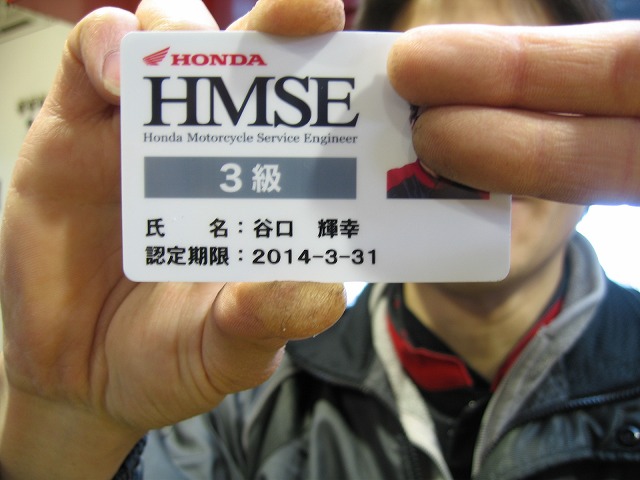 HONDA
HMSE
Honda Motorcycle Service Engineer
3級
氏　名：谷口　輝幸
認定期限：2014-3-31